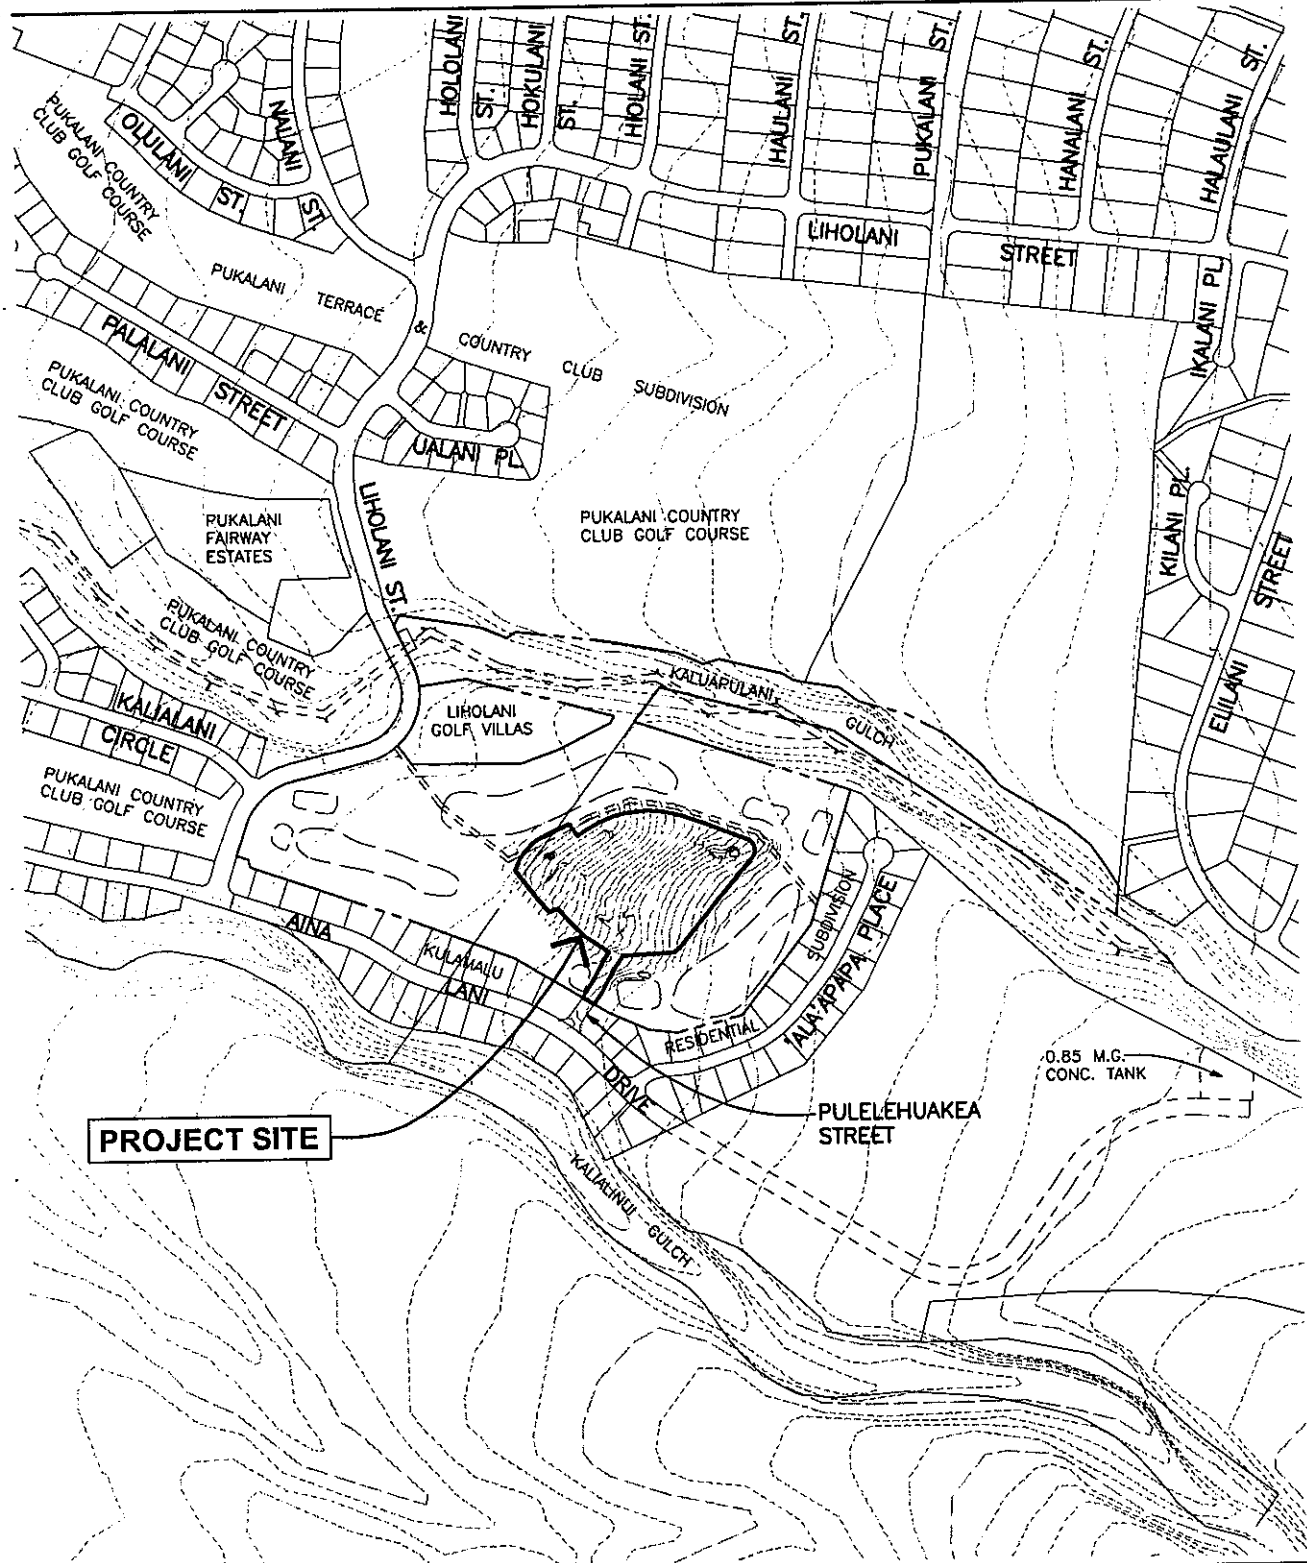 HOLOLANI
ST.
HOKULANI
ST.
HIOLANI ST.
HAULANI
ST.
PUKALANI
ST.
HANALANI
ST.
HALAULANI
ST.
PUKALANI COUNTRY
CLUB GOLF COURSE
OLULANI
ST.
NALANI
ST.
LIHOLANI
STREET
IKALANI PL.
PUKALANI TERRACE & COUNTRY CLUB SUBDIVISION
PALALANI
STREET
PUKALANI COUNTRY
CLUB GOLF COURSE
UALANI PL.
LIHOLANI ST.
PUKALANI
FAIRWAY
ESTATES
PUKALANI COUNTRY
CLUB GOLF COURSE
KILANI PL.
STREET
ELILANI
PUKALANI COUNTRY
CLUB GOLF COURSE
KALUAPULANI
GULCH
LIHOLANI
GOLF VILLAS
KALIALANI
CIRCLE
PUKALANI COUNTRY
CLUB GOLF COURSE
AINA
LANI
DRIVE
KULAMALU
RESIDENTIAL
SUBDIVISION
'ALA'APAPA PLACE
0.85 M.G.
CONC. TANK
PULELEHUAKEA
STREET
PROJECT SITE
KALIALINUI
GULCH